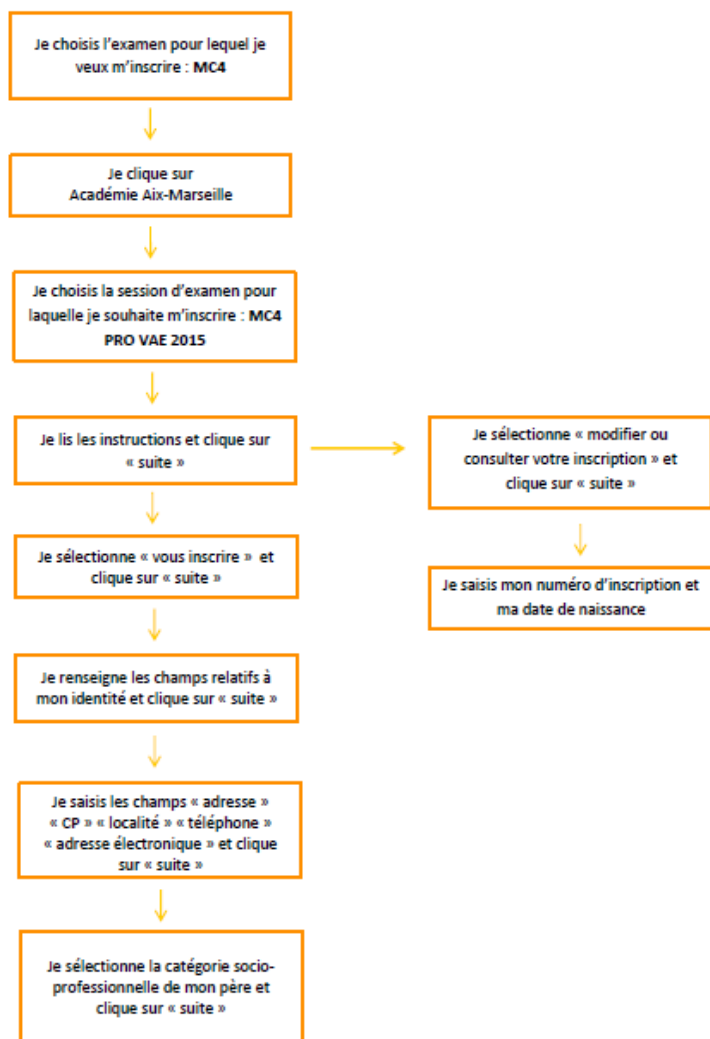 Je choisis l'examen pour lequel je
veux m'inscrire : MC4
Je clique sur
Académie Aix-Marseille
Je choisis la session d'examen pour
laquelle je souhaite m'inscrire : MC4
PRO VAE 2015
Je lis les instructions et clique sur
« suite »
Je sélectionne « modifier ou
consulter votre inscription » et
clique sur « suite »
Je sélectionne « vous inscrire » et
clique sur « suite »
Je saisis mon numéro d'inscription et
ma date de naissance
Je renseigne les champs relatifs à
mon identité et clique sur « suite »
Je saisis les champs « adresse »
« CP » « localité » « téléphone »
« adresse électronique » et clique
sur « suite »
Je sélectionne la catégorie socio-
professionnelle de mon père et
clique sur « suite »